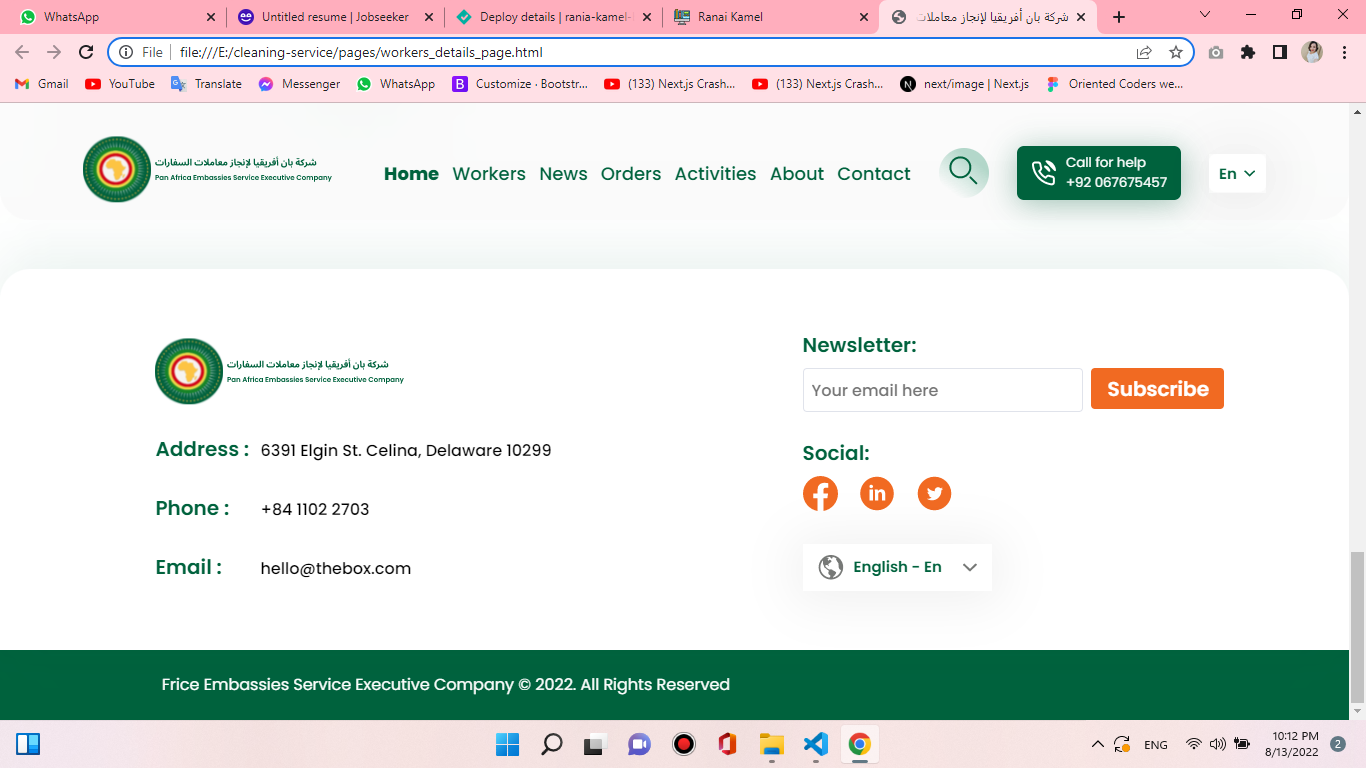 WhatsApp
Untitled resume | Jobseeker
Deploy details | rania-kamel-
Ranai Kamel
شركة بان أفريقيا لإنجاز معاملات
File
file:///E:/cleaning-service/pages/workers_details_page.html
Gmail
YouTube
Translate
Messenger
WhatsApp
Customize · Bootstr...
(133) Next.js Crash...
(133) Next.js Crash...
next/image | Next.js
Oriented Coders we...
شركة بان أفريقيا لإنجاز معاملات السفارات
Pan Africa Embassies Service Executive Company
Home Workers News Orders Activities About Contact
Call for help
+92 067675457
En
شركة بان أفريقيا لإنجاز معاملات السفارات
Pan Africa Embassies Service Executive Company
Address : 6391 Elgin St. Celina, Delaware 10299
Phone : +84 1102 2703
Email : hello@thebox.com
Newsletter:
Your email here
Subscribe
Social:
English - En
Frice Embassies Service Executive Company © 2022. All Rights Reserved
ENG
10:12 PM
8/13/2022
2